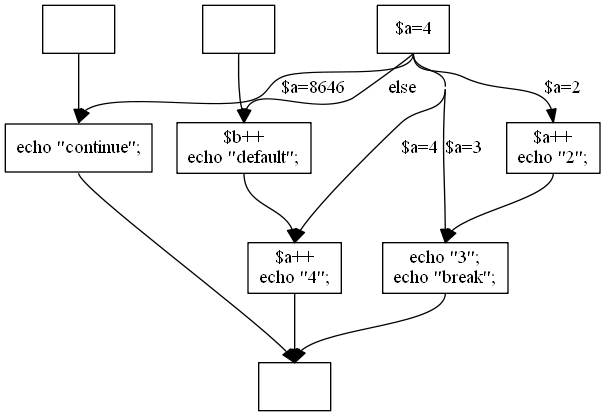 $a=4
$a=8646
else
$a=2
echo "continue";
$b++
echo "default";
$a=4
$a=3
$a++
echo "2";
$a++
echo "4";
echo "3";
echo "break";